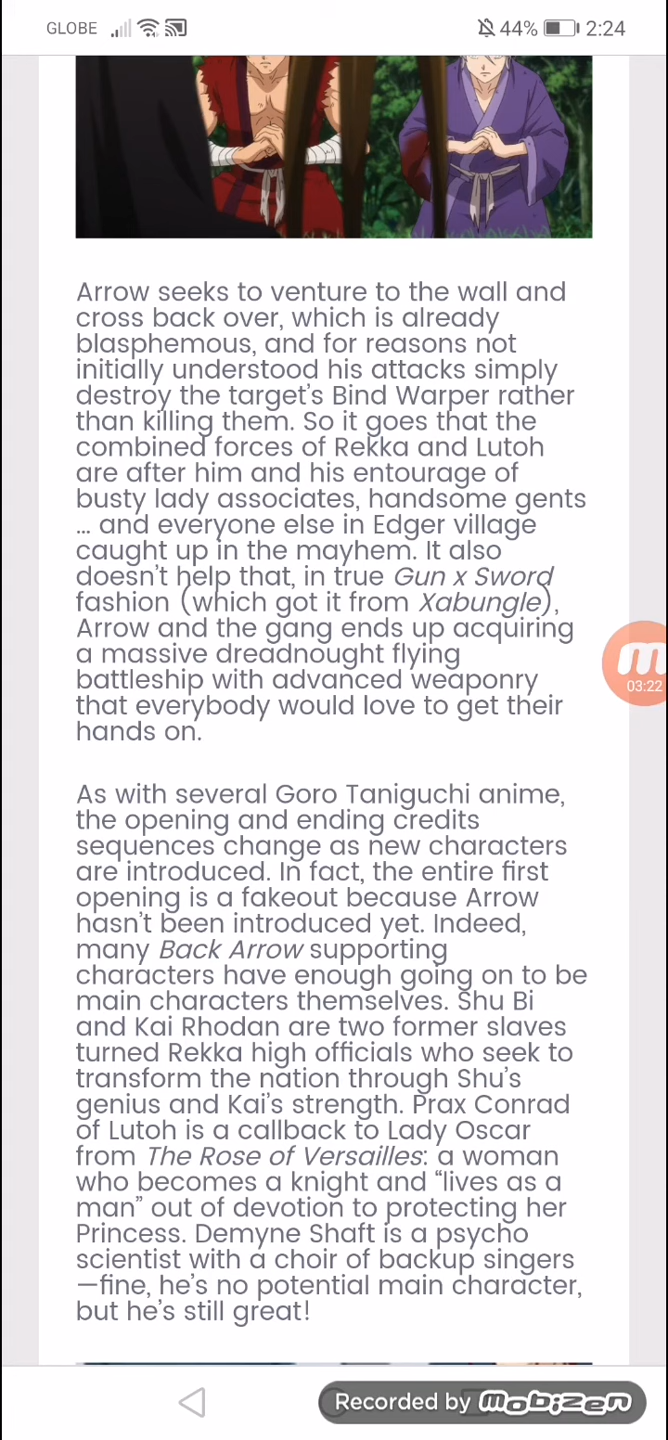 GLOBE 44% 2:24
Arrow seeks to venture to the wall and
cross back over, which is already
blasphemous, and for reasons not
initially understood his attacks simply
destroy the target's Bind Warper rather
than killing them. So it goes that the
combined forces of Rekka and Lutoh
are after him and his entourage of
busty lady associates, handsome gents
… and everyone else in Edger village
caught up in the mayhem. It also
doesn't help that, in true Gun x Sword
fashion (which got it from Xabungle),
Arrow and the gang ends up acquiring
a massive dreadnought flying
battleship with advanced weaponry
that everybody would love to get their
hands on.
03:22
As with several Goro Taniguchi anime,
the opening and ending credits
sequences change as new characters
are introduced. In fact, the entire first
opening is a fakeout because Arrow
hasn't been introduced yet. Indeed,
many Back Arrow supporting
characters have enough going on to be
main characters themselves. Shu Bi
and Kai Rhodan are two former slaves
turned Rekka high officials who seek to
transform the nation through Shu's
genius and Kai's strength. Prax Conrad
of Lutoh is a callback to Lady Oscar
from The Rose of Versailles: a woman
who becomes a knight and “lives as a
man” out of devotion to protecting her
Princess. Demyne Shaft is a psycho
scientist with a choir of backup singers
—fine, he's no potential main character,
but he's still great!
Recorded by mobizen